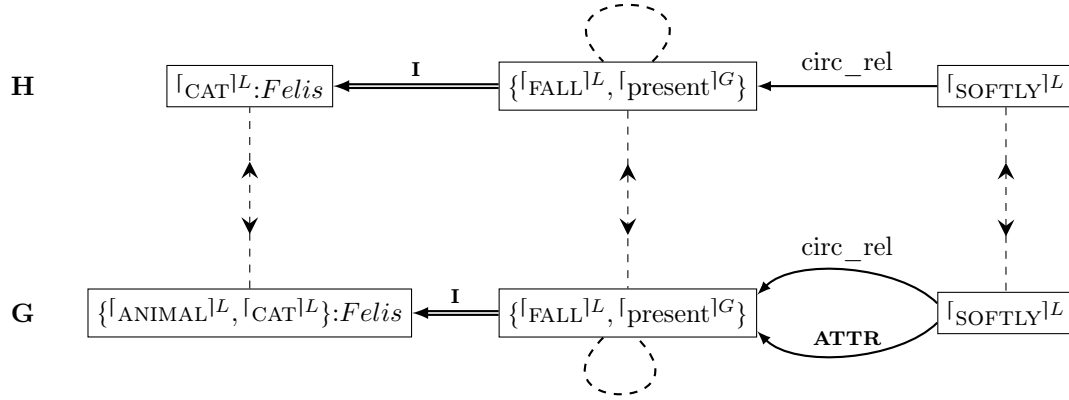 circ_rel
I
H ⌈CAT⌉L:Felis {⌈FALL⌉L, ⌈present⌉G} ⌈SOFTLY⌉L
circ_rel
I
G {⌈ANIMAL⌉L, ⌈CAT⌉L}:Felis {⌈FALL⌉L, ⌈present⌉G} ⌈SOFTLY⌉L
ATTR